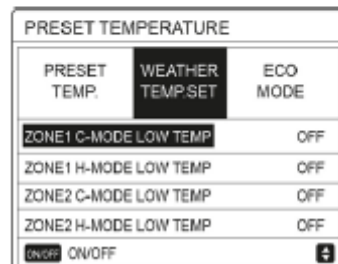 PRESET TEMPERATURE
PRESET TEMP.
WEATHER TEMP.SET
ECO MODE
ZONE1 C-MODE LOW TEMP OFF
ZONE1 H-MODE LOW TEMP OFF
ZONE2 C-MODE LOW TEMP OFF
ZONE2 H-MODE LOW TEMP OFF
ON/OFF ON/OFF